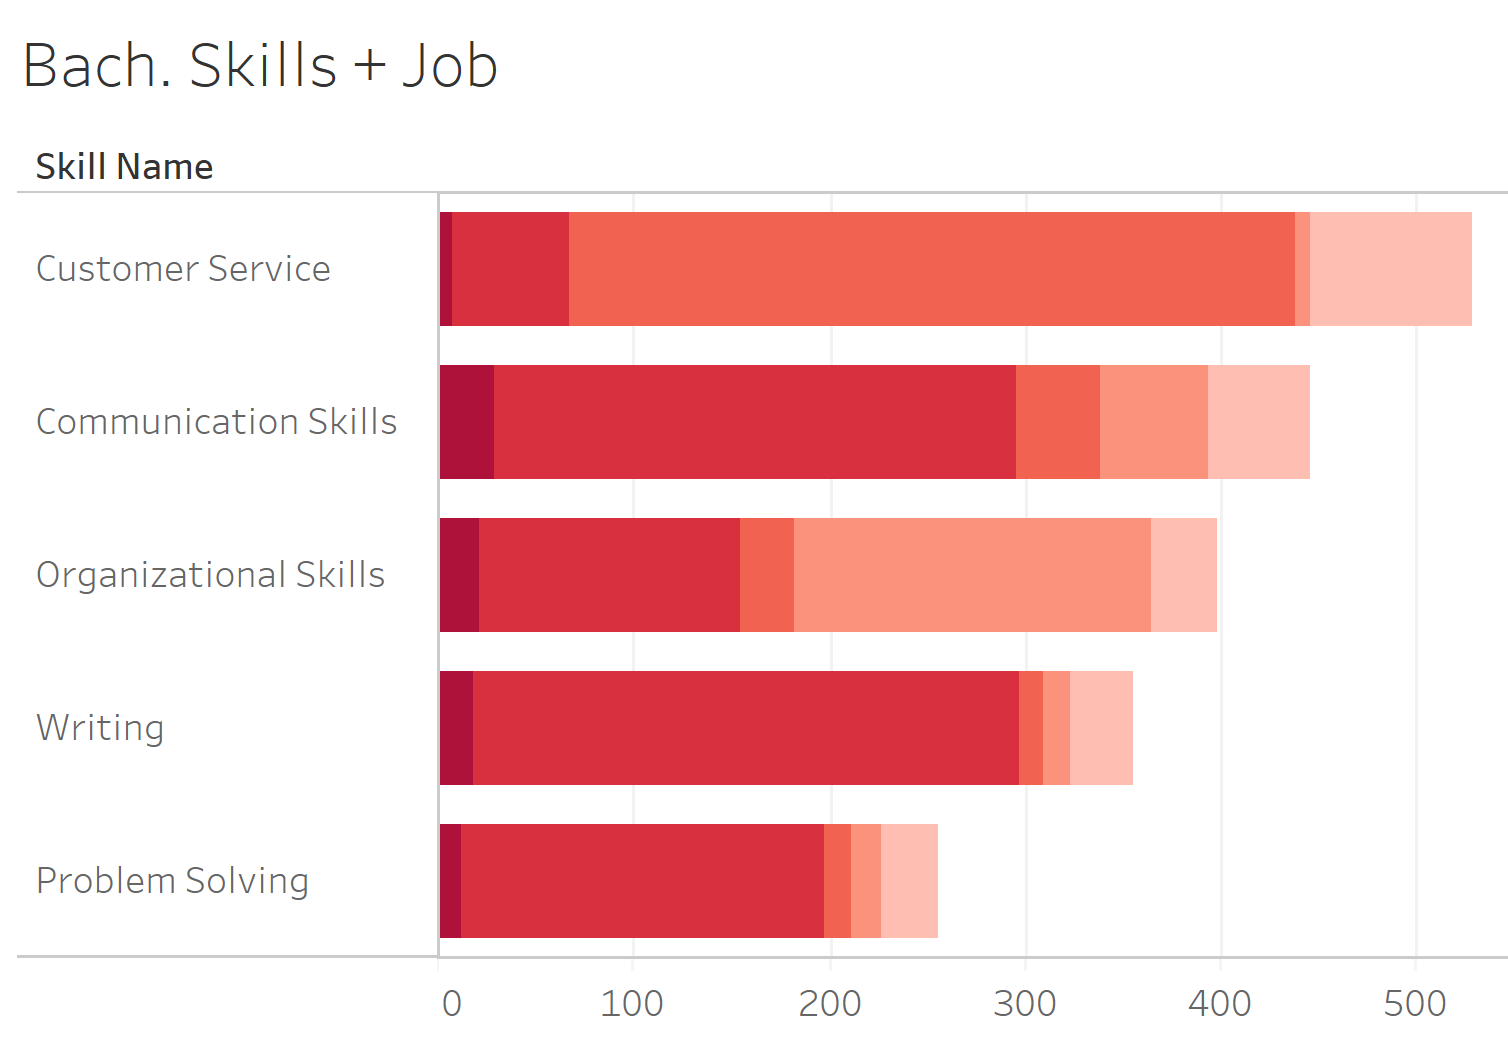 Bach. Skills + Job
Skill Name
Customer Service
Communication Skills
Organizational Skills
Writing
Problem Solving
0 100 200 300 400 500